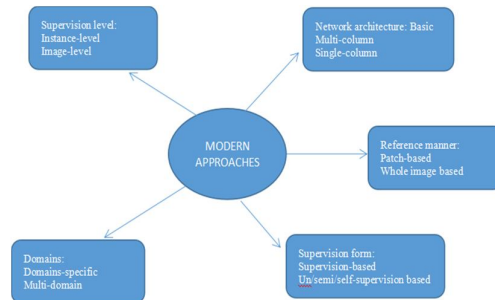 Supervision level:
Instance-level
Image-level
Network architecture: Basic
Multi-column
Single-column
MODERN
APPROACHES
Reference manner:
Patch-based
Whole image based
Domains:
Domains-specific
Multi-domain
Supervision form:
Supervision-based
Un/semi/self-supervision based